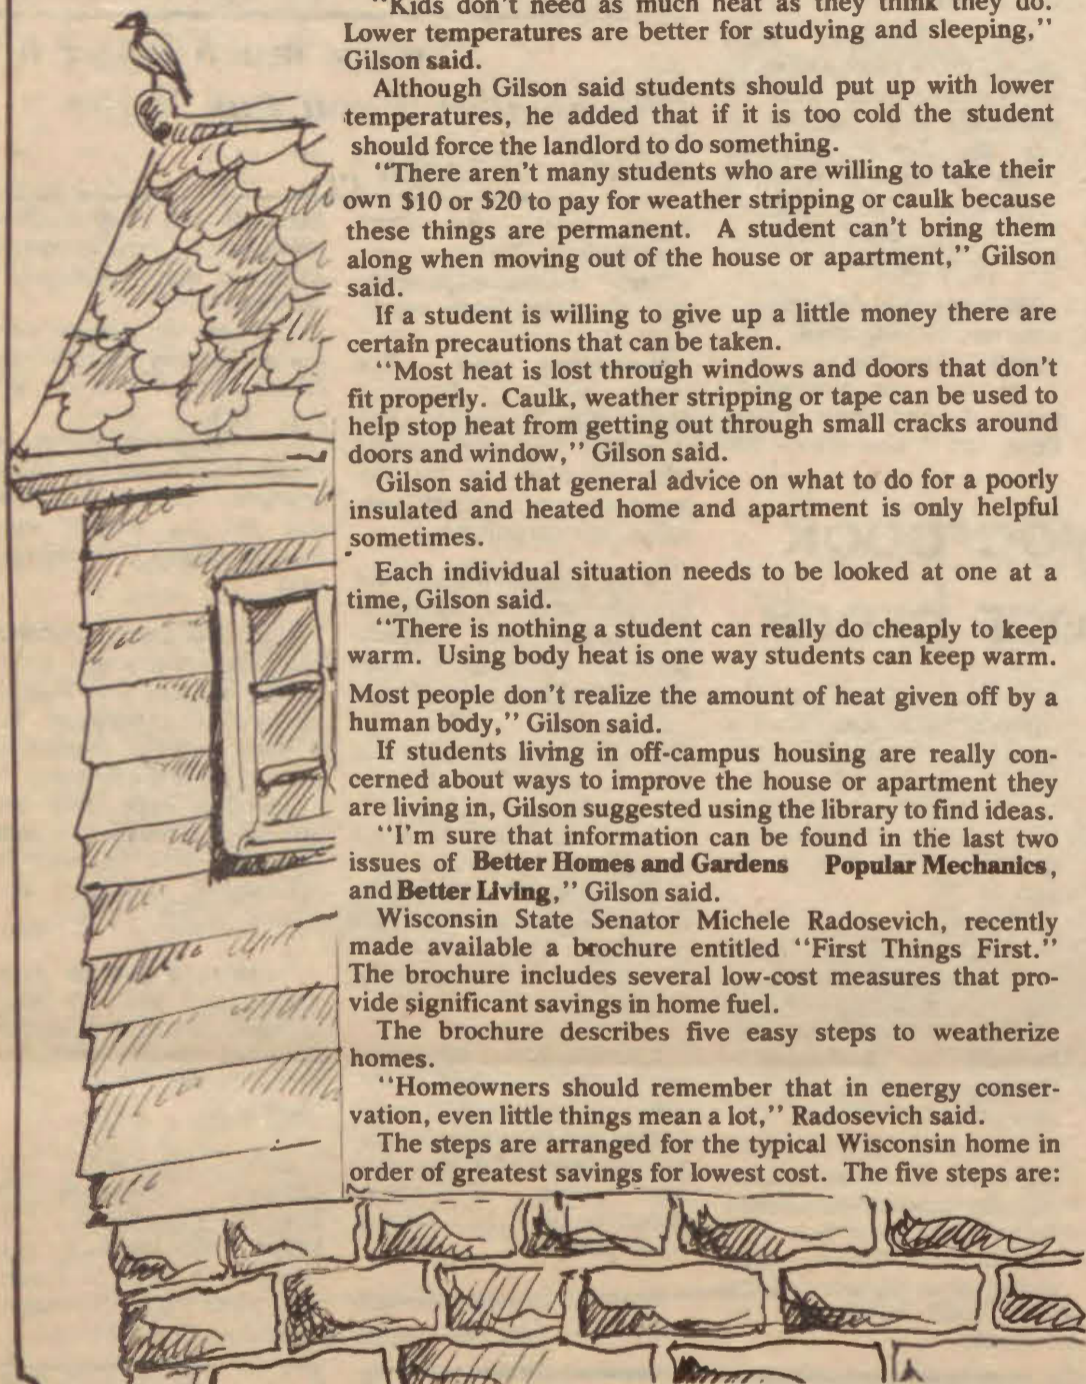 "Kids don't need as much heat as they think they do.
Lower temperatures are better for studying and sleeping,"
Gilson said.
Although Gilson said students should put up with lower
temperatures, he added that if it is too cold the student
should force the landlord to do something.
"There aren't many students who are willing to take their
own $10 or $20 to pay for weather stripping or caulk because
these things are permanent. A student can't bring them
along when moving out of the house or apartment," Gilson
said.
If a student is willing to give up a little money there are
certain precautions that can be taken.
"Most heat is lost through windows and doors that don't
fit properly. Caulk, weather stripping or tape can be used to
help stop heat from getting out through small cracks around
doors and window," Gilson said.
Gilson said that general advice on what to do for a poorly
insulated and heated home and apartment is only helpful
sometimes.
Each individual situation needs to be looked at one at a
time, Gilson said.
"There is nothing a student can really do cheaply to keep
warm. Using body heat is one way students can keep warm.
Most people don't realize the amount of heat given off by a
human body," Gilson said.
If students living in off-campus housing are really con-
cerned about ways to improve the house or apartment they
are living in, Gilson suggested using the library to find ideas.
"I'm sure that information can be found in the last two
issues of Better Homes and Gardens Popular Mechanics,
and Better Living," Gilson said.
Wisconsin State Senator Michele Radosevich, recently
made available a brochure entitled "First Things First."
The brochure includes several low-cost measures that pro-
vide significant savings in home fuel.
The brochure describes five easy steps to weatherize
homes.
"Homeowners should remember that in energy conser-
vation, even little things mean a lot," Radosevich said.
The steps are arranged for the typical Wisconsin home in
order of greatest savings for lowest cost. The five steps are: